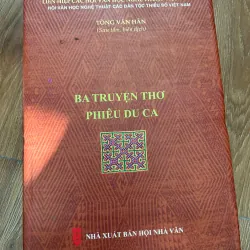 LIÊN HIỆP CÁC HỘI VĂN HỌC NGHỆ THUẬT VIỆT NAM
HỘI VĂN HỌC NGHỆ THUẬT CÁC DÂN TỘC THIỂU SỐ VIỆT NAM
TÒNG VĂN HÂN
(Sưu tầm, biên dịch)
BA TRUYỆN THƠ
PHIÊU DU CA
NHÀ XUẤT BẢN HỘI NHÀ VĂN